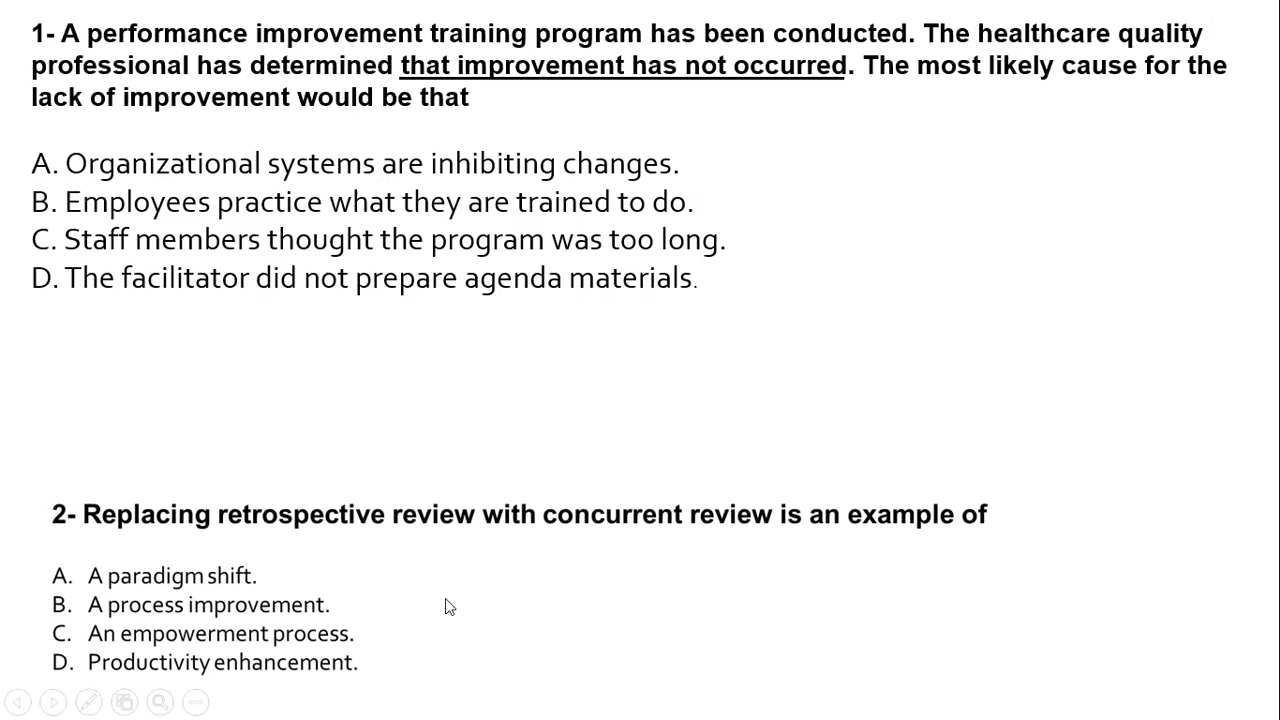 1- A performance improvement training program has been conducted. The healthcare quality
professional has determined that improvement has not occurred. The most likely cause for the
lack of improvement would be that
A. Organizational systems are inhibiting changes.
B. Employees practice what they are trained to do.
C. Staff members thought the program was too long.
D. The facilitator did not prepare agenda materials.
2- Replacing retrospective review with concurrent review is an example of
A. A paradigm shift.
B. A process improvement.
C. An empowerment process.
D. Productivity enhancement.